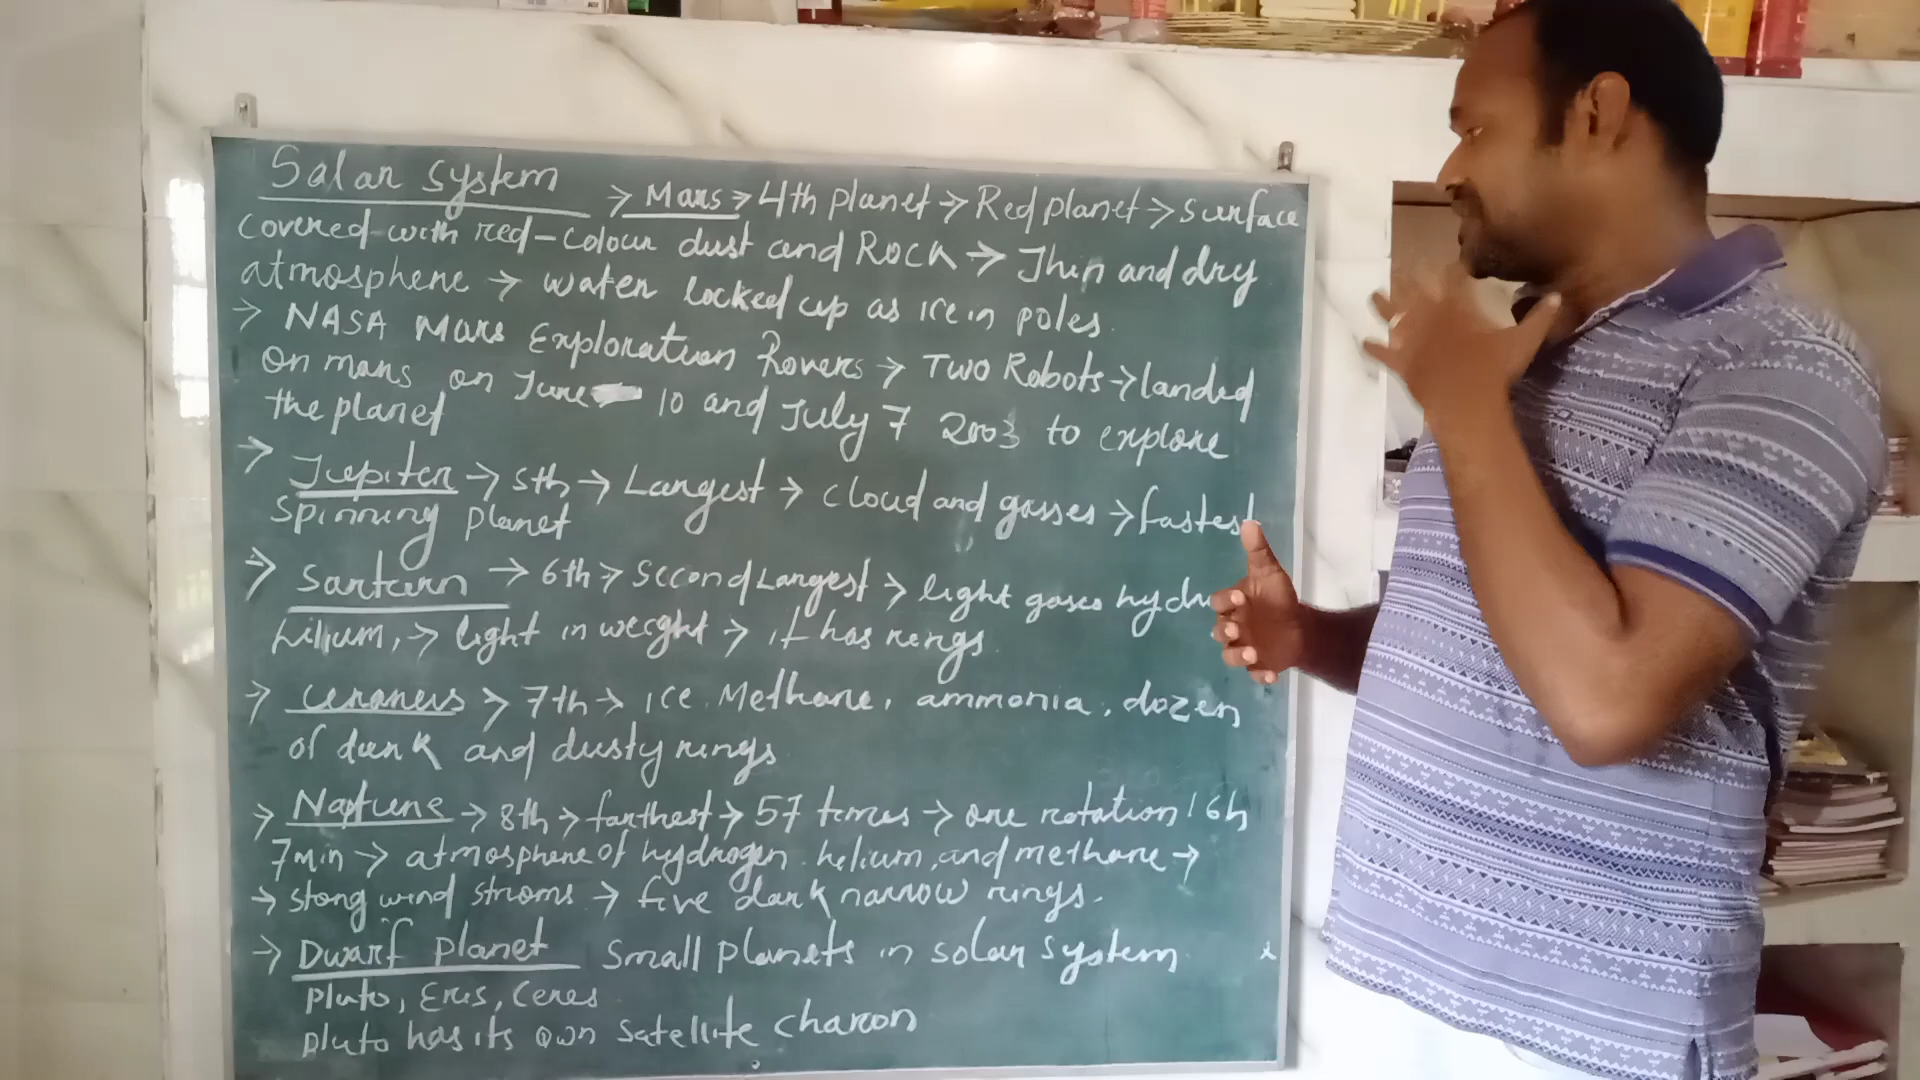 Solar system → Mars → 4th planet → Red planet → surface
covered with red-colour dust and Rock → Thin and dry
atmosphere → water locked up as ice in poles.
→ NASA Mars Exploration Rovers → Two Robots → landed
on mars on June 10 and July 7 2003 to explore
the planet
→ Jupiter → 5th → Largest → cloud and gasses → fastest
spinning planet
→ Sarturn → 6th → Second Largest → light gases hydr
hilium, → light in weight → it has rings.
→ uraneus → 7th → ice. Methane, ammonia, dozen
of dark and dusty rings
→ Naptune → 8th → farthest → 57 times → one rotation 16h
7min → atmosphere of hydrogen. helium, and methane →
→ stong wind stroms → five dark narrow rings.
→ Dwarf planet small planets in solar system
pluto, Eris, Ceres
pluto has its own satellite charon